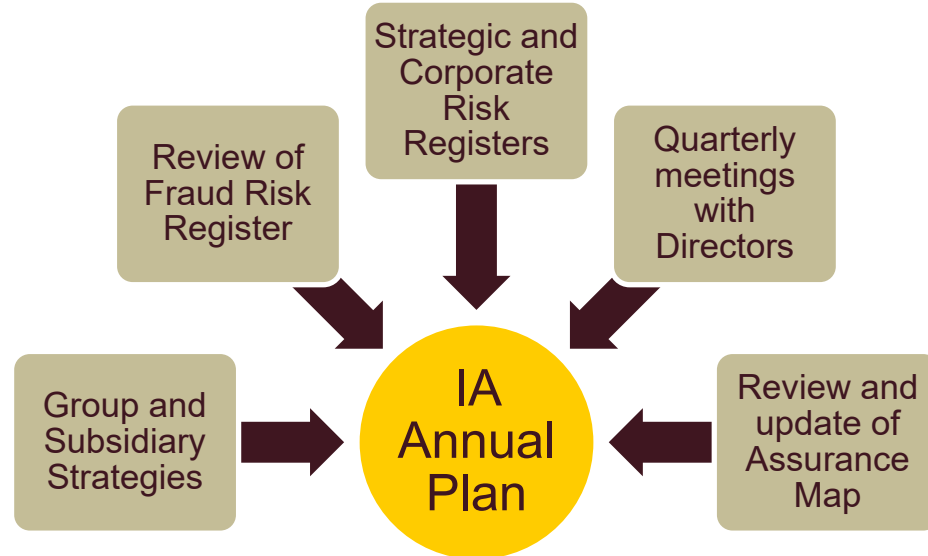 Strategic and
Corporate
Risk
Registers
Review of
Fraud Risk
Register
Quarterly
meetings
with
Directors
Group and
Subsidiary
Strategies
IA
Annual
Plan
Review and
update of
Assurance
Map